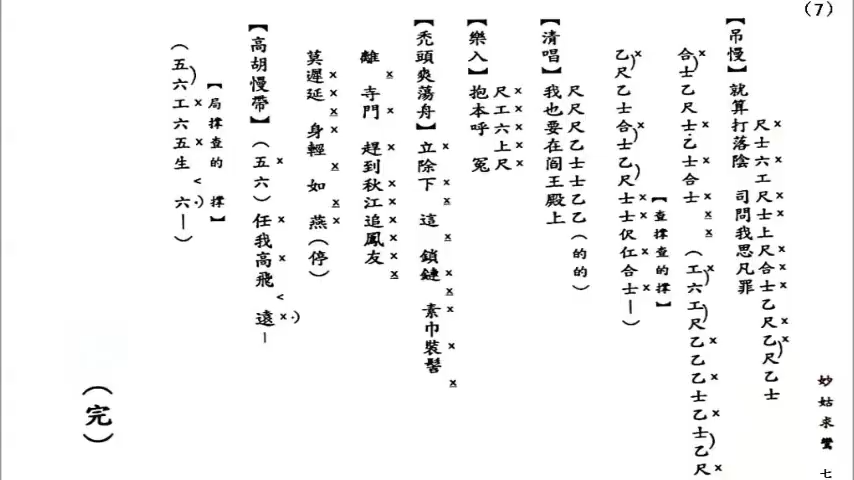 （7）
妙姑求鸞 七
【吊慢】就算打落陰 司問我思凡罪
尺士六工尺士上尺合士乙尺乙尺乙士
合士乙尺士乙士合士 （工六工尺乙乙乙士乙士乙尺
乙尺乙士合士乙尺士士伬仜合士—）
【查撑查的撑】
【清唱】我也要在閻王殿上
尺尺尺乙士士乙乙（的的）
【樂入】抱本呼 冤
尺工六上尺
【禿頭爽蕩舟】立除下 這 鎖鏈 素巾裝髻
離 寺門 趕到秋江追鳳友
莫遲延 身輕 如 燕（停）
【高胡慢帶】（五六）任我高飛 遠—
【局撑查的 撑】
（五六工六五生 六—）
（完）